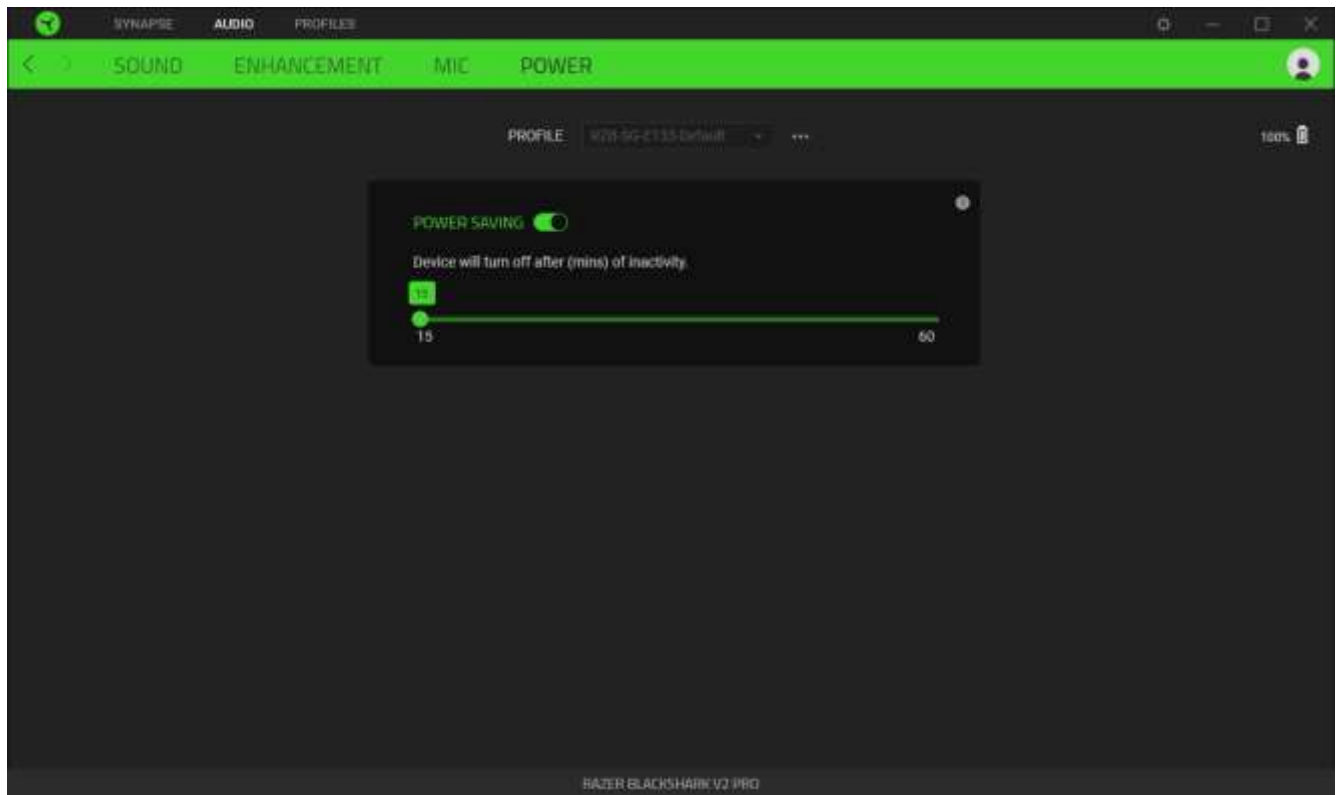 SYNAPSE AUDIO PROFILES
SOUND ENHANCEMENT MIC POWER
PROFILE
100%
POWER SAVING
Device will turn off after (mins) of inactivity.
15
15 60
RAZER BLACKSHARK V2 PRO